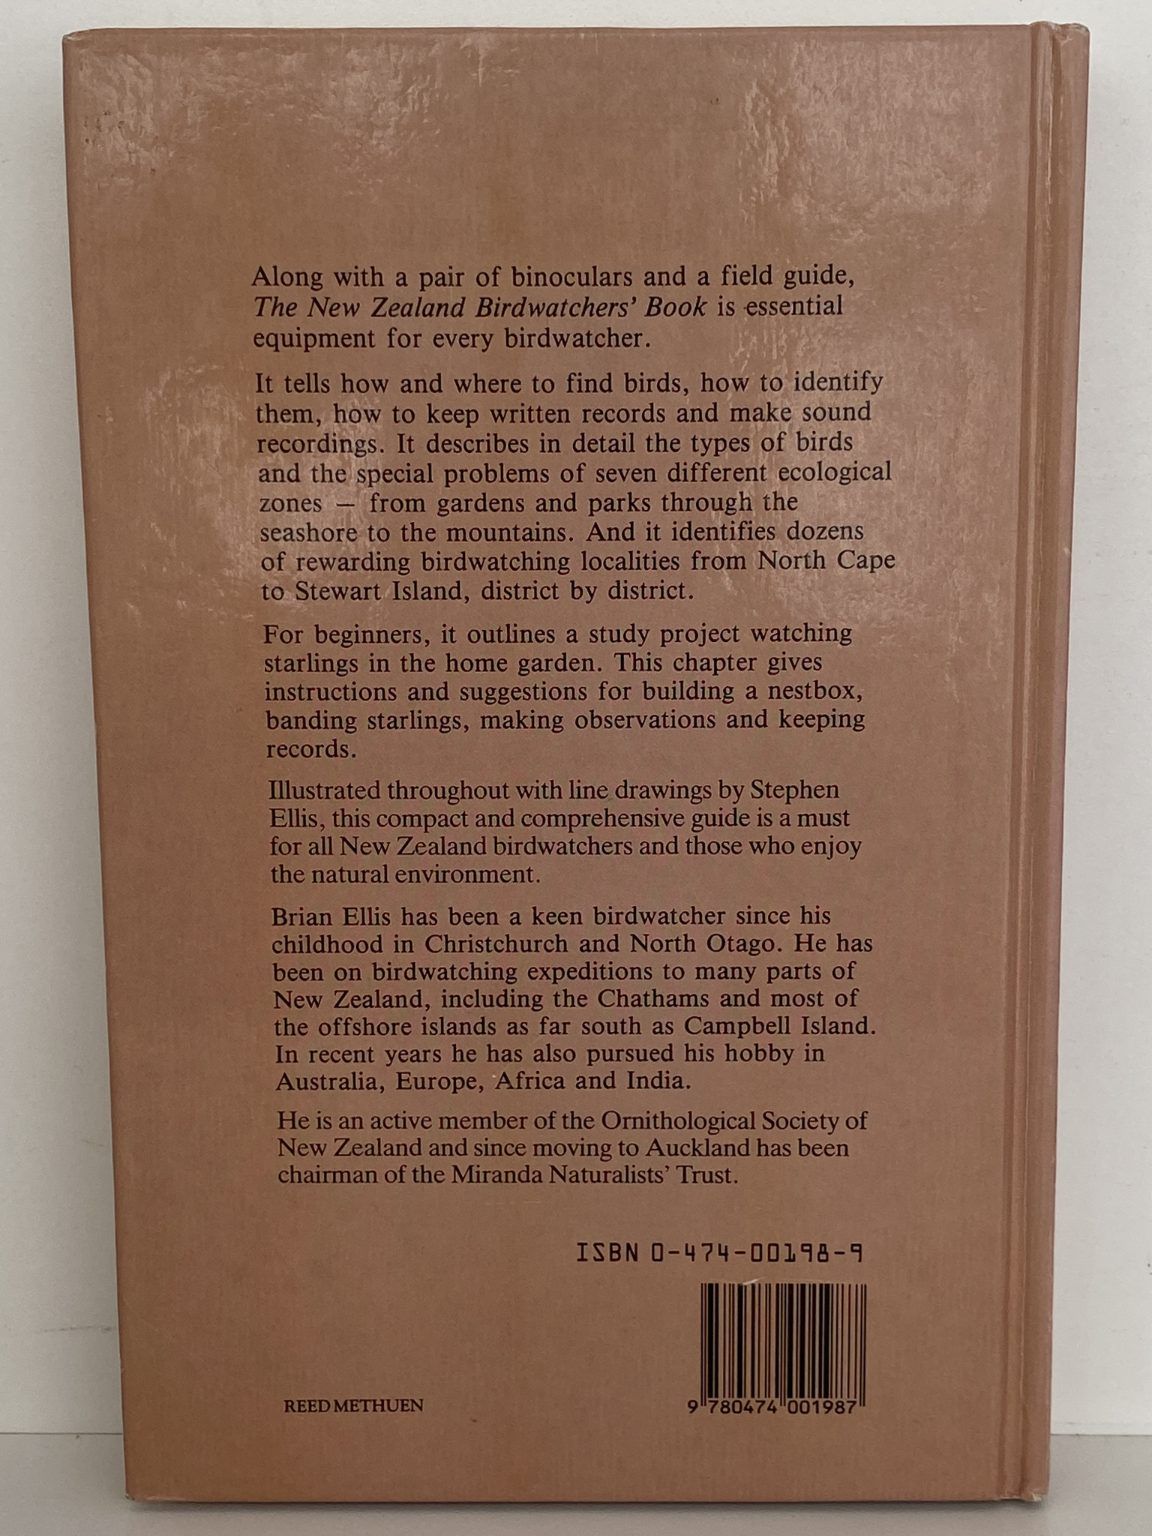 Along with a pair of binoculars and a field guide,
The New Zealand Birdwatchers' Book is essential
equipment for every birdwatcher.
It tells how and where to find birds, how to identify
them, how to keep written records and make sound
recordings. It describes in detail the types of birds
and the special problems of seven different ecological
zones — from gardens and parks through the
seashore to the mountains. And it identifies dozens
of rewarding birdwatching localities from North Cape
to Stewart Island, district by district.
For beginners, it outlines a study project watching
starlings in the home garden. This chapter gives
instructions and suggestions for building a nestbox,
banding starlings, making observations and keeping
records.
Illustrated throughout with line drawings by Stephen
Ellis, this compact and comprehensive guide is a must
for all New Zealand birdwatchers and those who enjoy
the natural environment.
Brian Ellis has been a keen birdwatcher since his
childhood in Christchurch and North Otago. He has
been on birdwatching expeditions to many parts of
New Zealand, including the Chathams and most of
the offshore islands as far south as Campbell Island.
In recent years he has also pursued his hobby in
Australia, Europe, Africa and India.
He is an active member of the Ornithological Society of
New Zealand and since moving to Auckland has been
chairman of the Miranda Naturalists' Trust.
ISBN 0-474-00198-9
9 780474 001987
REED METHUEN